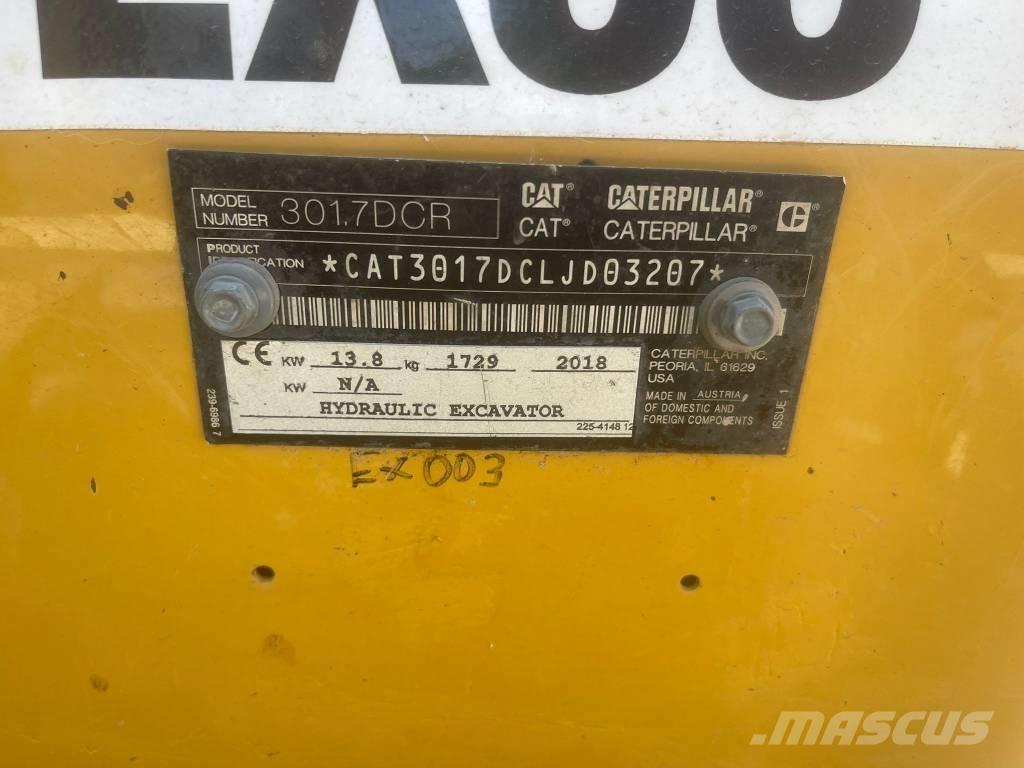 MODEL NUMBER 301.7DCR
CAT® CATERPILLAR®
CAT® CATERPILLAR®
PRODUCT IDENTIFICATION *CAT3017DCLJD03207*
CE KW 13.8 kg 1729 2018
KW N/A
HYDRAULIC EXCAVATOR
225-4148 12
239-6986 7
CATERPILLAR INC.
PEORIA, IL 61629
USA
MADE IN AUSTRIA
OF DOMESTIC AND
FOREIGN COMPONENTS
ISSUE 1
EX003
MASCUS